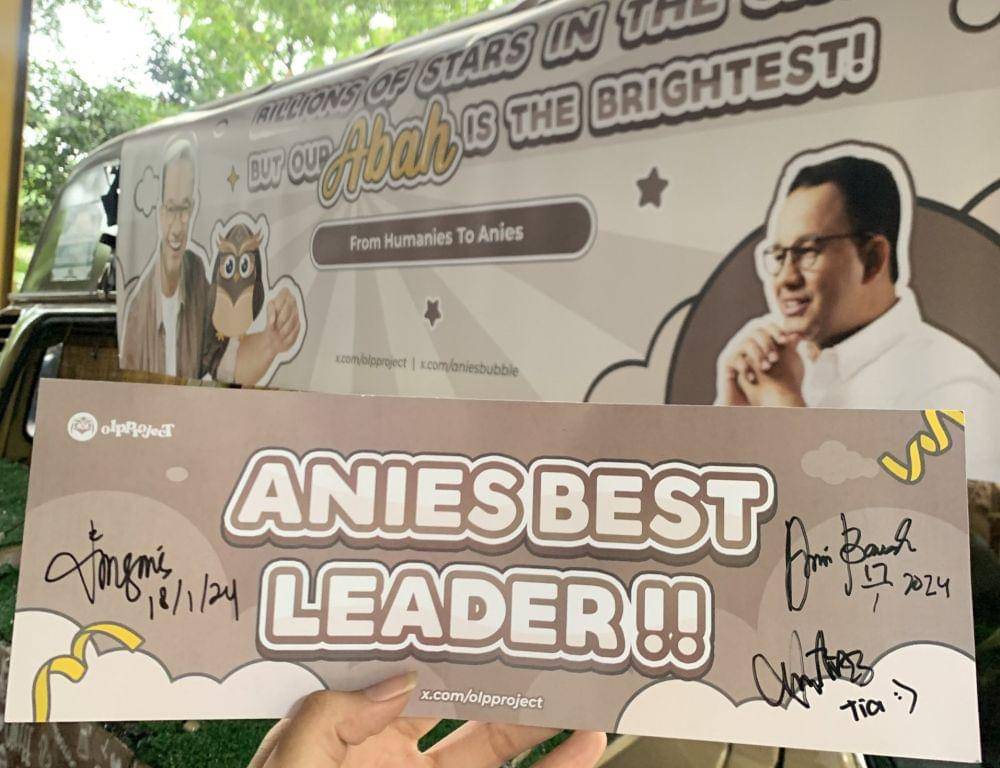 BILLIONS OF STARS IN THE
BUT OUR Abah IS THE BRIGHTEST!
From Humanies To Anies
x.com/olpproject | x.com/aniesbubble
olpproject
ANIES BEST
LEADER !!
18/1/24
17
1 2024
Tia :)
x.com/olpproject